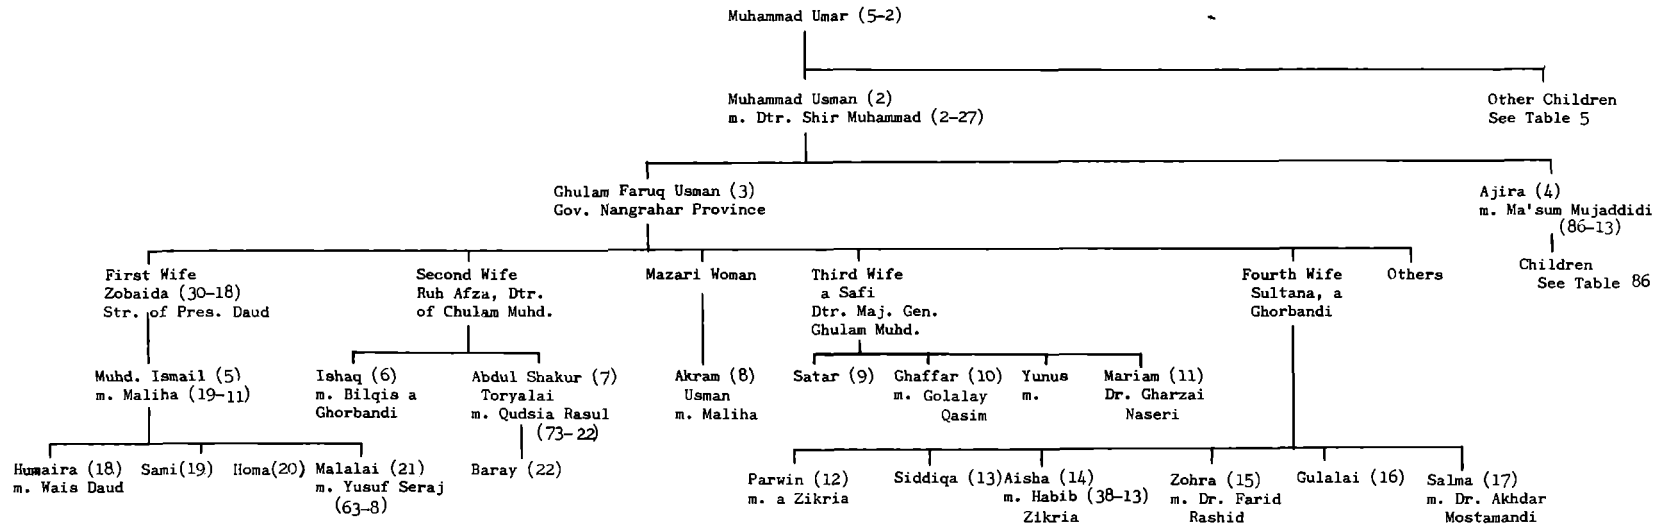 Muhammad Umar (5-2)
Muhammad Usman (2)
m. Dtr. Shir Muhammad (2-27)
Other Children
See Table 5
Ghulam Faruq Usman (3)
Gov. Nangrahar Province
Ajira (4)
m. Ma'sum Mujaddidi
(86-13)
Children
See Table 86
First Wife
Zobaida (30-18)
Str. of Pres. Daud
Second Wife
Ruh Afza, Dtr.
of Chulam Muhd.
Mazari Woman
Third Wife
a Safi
Dtr. Maj. Gen.
Ghulam Muhd.
Fourth Wife
Sultana, a
Ghorbandi
Others
Muhd. Ismail (5)
m. Maliha (19-11)
Ishaq (6)
m. Bilqis a
Ghorbandi
Abdul Shakur (7)
Toryalai
m. Qudsia Rasul
(73-22)
Akram (8)
Usman
m. Maliha
Satar (9)
Ghaffar (10)
m. Golalay
Qasim
Yunus
m.
Mariam (11)
Dr. Gharzai
Naseri
Humaira (18)
m. Wais Daud
Sami(19)
Homa(20)
Malalai (21)
m. Yusuf Seraj
(63-8)
Baray (22)
Parwin (12)
m. a Zikria
Siddiqa (13)
Aisha (14)
m. Habib (38-13)
Zikria
Zohra (15)
m. Dr. Farid
Rashid
Gulalai (16)
Salma (17)
m. Dr. Akhdar
Mostamandi